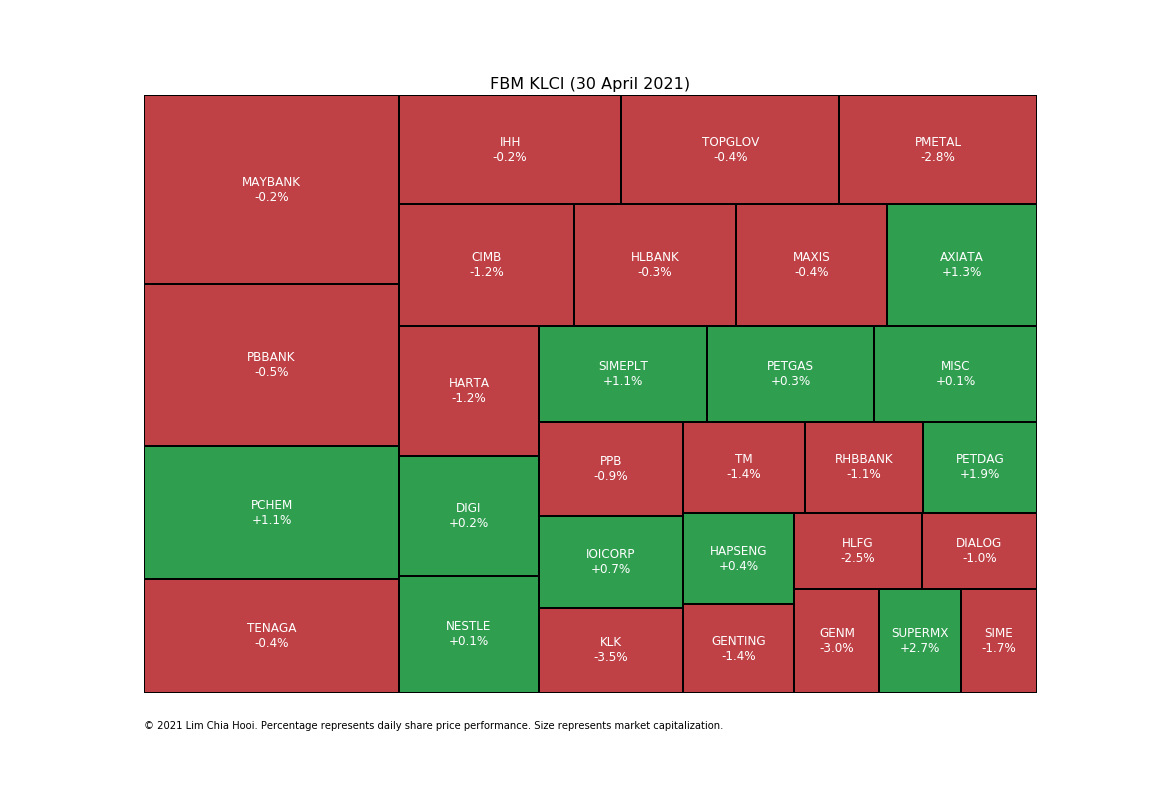 FBM KLCI (30 April 2021)
MAYBANK
-0.2%
PBBANK
-0.5%
PCHEM
+1.1%
TENAGA
-0.4%
IHH
-0.2%
TOPGLOV
-0.4%
PMETAL
-2.8%
CIMB
-1.2%
HLBANK
-0.3%
MAXIS
-0.4%
AXIATA
+1.3%
HARTA
-1.2%
DIGI
+0.2%
NESTLE
+0.1%
SIMEPLT
+1.1%
PETGAS
+0.3%
MISC
+0.1%
PPB
-0.9%
IOICORP
+0.7%
KLK
-3.5%
TM
-1.4%
RHBBANK
-1.1%
PETDAG
+1.9%
HAPSENG
+0.4%
GENTING
-1.4%
HLFG
-2.5%
DIALOG
-1.0%
GENM
-3.0%
SUPERMX
+2.7%
SIME
-1.7%
© 2021 Lim Chia Hooi. Percentage represents daily share price performance. Size represents market capitalization.